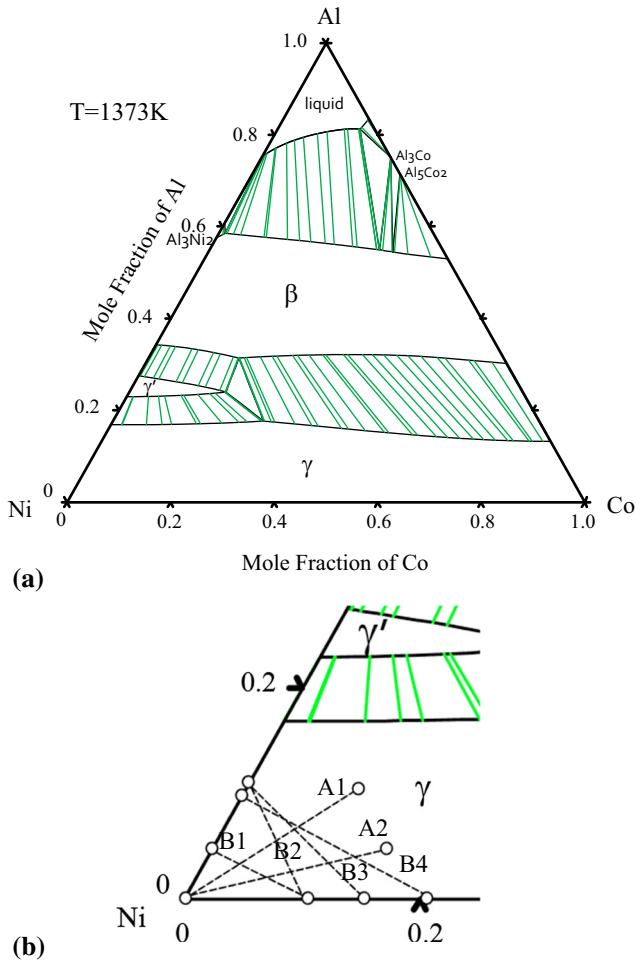 Al
1.0
liquid
T=1373K
0.8
Al3Co
Al5Co2
0.6
Al3Ni2
Mole Fraction of Al
β
0.4
γ'
0.2
γ
0
Ni
Co
0
0.2
0.4
0.6
0.8
1.0
Mole Fraction of Co
(a)
γ'
0.2
A1
γ
A2
B1
B2
B3
B4
0
Ni
0
0.2
(b)